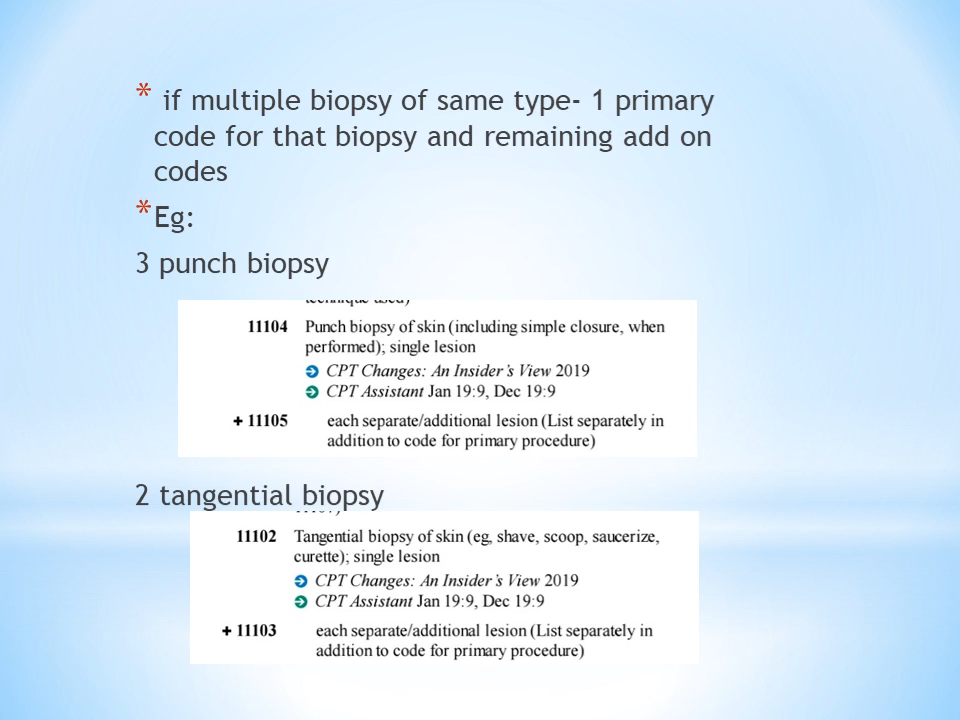 * if multiple biopsy of same type- 1 primary
code for that biopsy and remaining add on
codes
* Eg:
3 punch biopsy
technique used)
11104 Punch biopsy of skin (including simple closure, when
performed); single lesion
CPT Changes: An Insider's View 2019
CPT Assistant Jan 19:9, Dec 19:9
+ 11105 each separate/additional lesion (List separately in
addition to code for primary procedure)
2 tangential biopsy
11102 Tangential biopsy of skin (eg, shave, scoop, saucerize,
curette); single lesion
CPT Changes: An Insider's View 2019
CPT Assistant Jan 19:9, Dec 19:9
+ 11103 each separate/additional lesion (List separately in
addition to code for primary procedure)